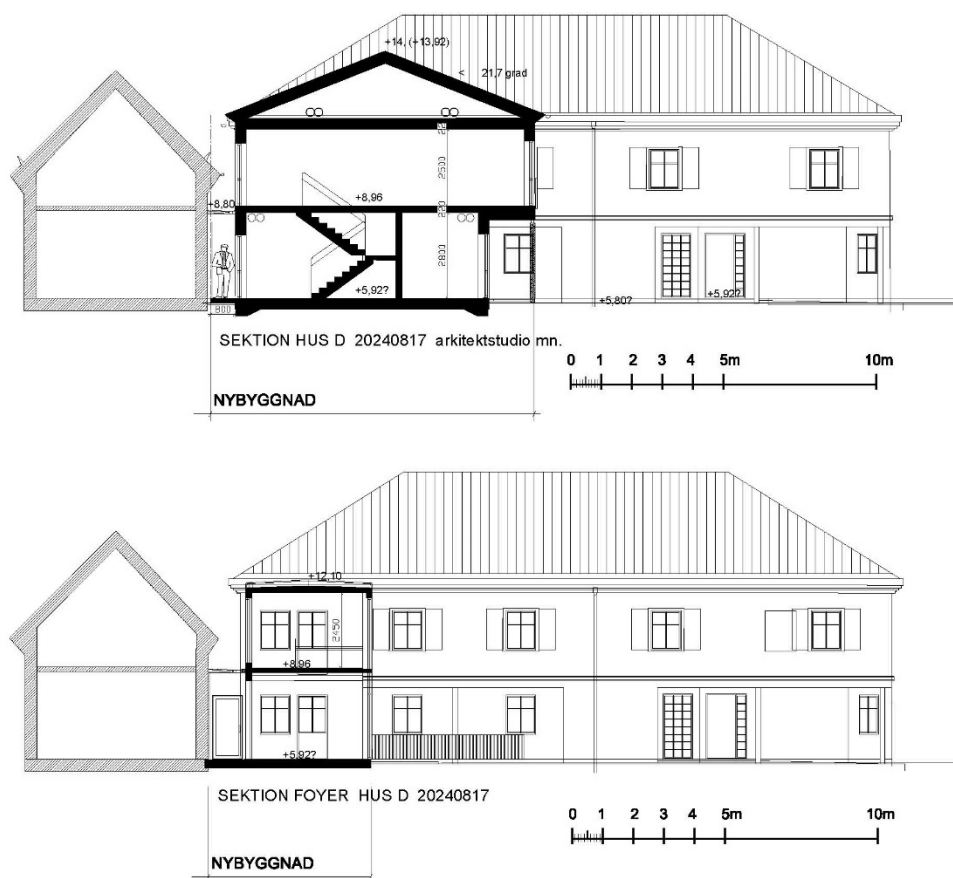 +14, (+13,92)
< 21,7 grad
22
2500
+8,80
+8,96
220
2800
+5,92?
+5,80?
+5,92?
800
SEKTION HUS D 20240817 arkitektstudio mn.
0 1 2 3 4 5m 10m
NYBYGGNAD
+12,10
2450
+8,96
+5,92?
SEKTION FOYER HUS D 20240817
0 1 2 3 4 5m 10m
NYBYGGNAD